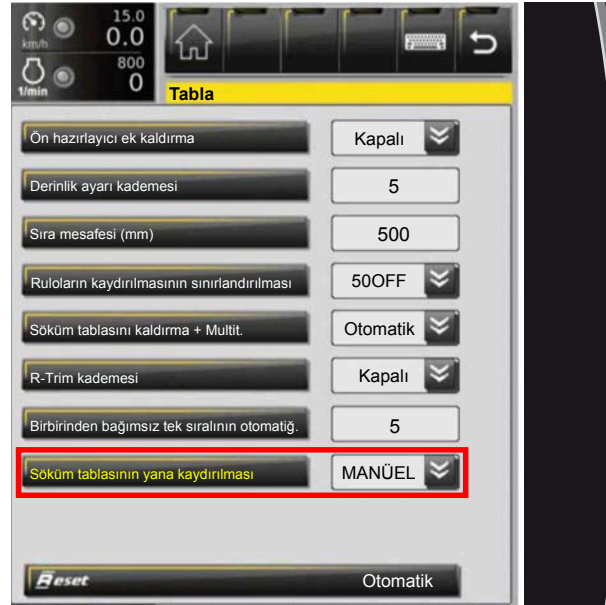 15.0
km/h 0.0
800
1/min 0
Tabla
Ön hazırlayıcı ek kaldırma Kapalı
Derinlik ayarı kademesi 5
Sıra mesafesi (mm) 500
Ruloların kaydırılmasının sınırlandırılması 50OFF
Söküm tablasını kaldırma + Multit. Otomatik
R-Trim kademesi Kapalı
Birbirinden bağımsız tek sıralının otomatiğ. 5
Söküm tablasının yana kaydırılması MANÜEL
Reset Otomatik